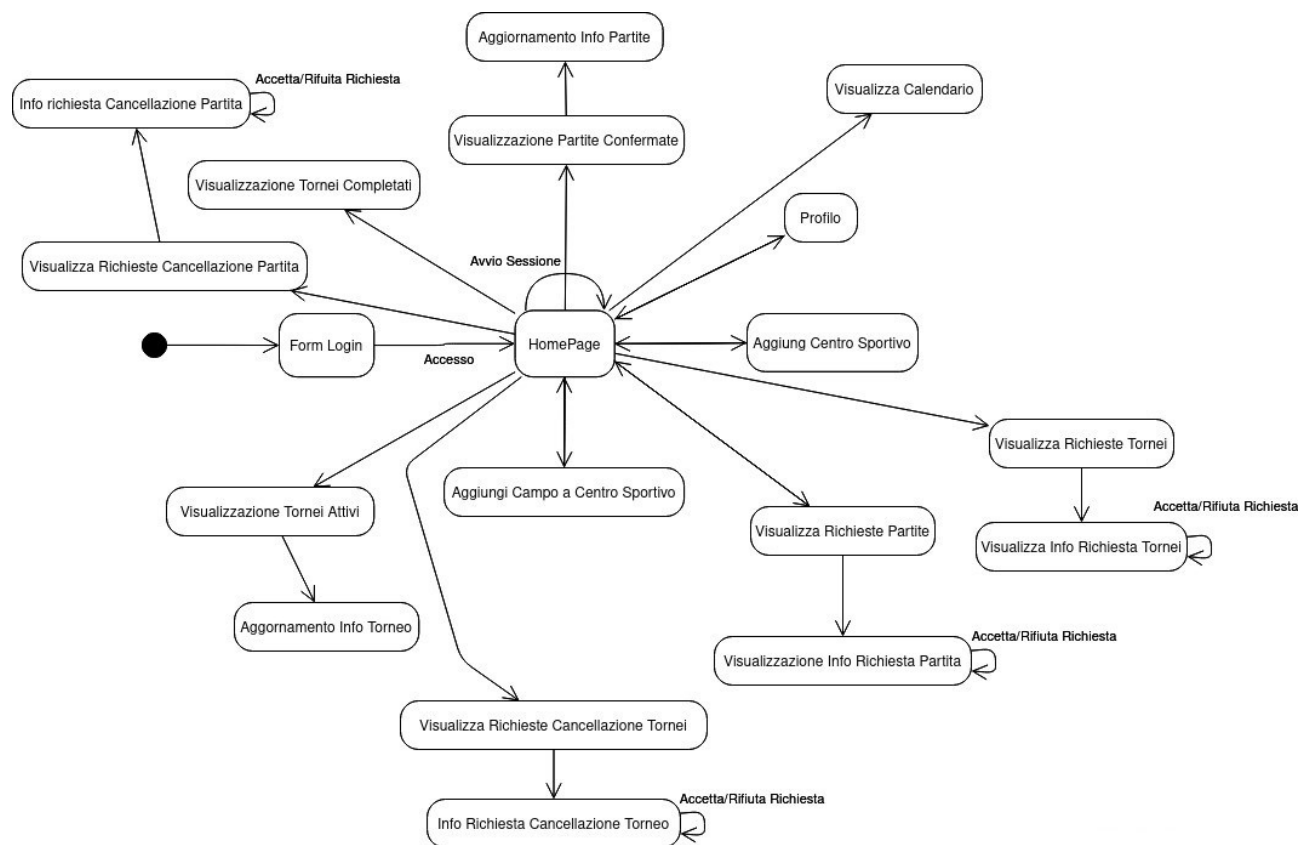 Aggiornamento Info Partite
Accetta/Rifuita Richiesta
Info richiesta Cancellazione Partita
Visualizza Calendario
Visualizzazione Partite Confermate
Visualizzazione Tornei Completati
Profilo
Visualizza Richieste Cancellazione Partita
Avvio Sessione
Form Login
Accesso
HomePage
Aggiung Centro Sportivo
Visualizza Richieste Tornei
Aggiungi Campo a Centro Sportivo
Visualizzazione Tornei Attivi
Accetta/Rifiuta Richiesta
Visualizza Richieste Partite
Visualizza Info Richiesta Tornei
Aggornamento Info Torneo
Accetta/Rifiuta Richiesta
Visualizzazione Info Richiesta Partita
Visualizza Richieste Cancellazione Tornei
Accetta/Rifiuta Richiesta
Info Richiesta Cancellazione Torneo